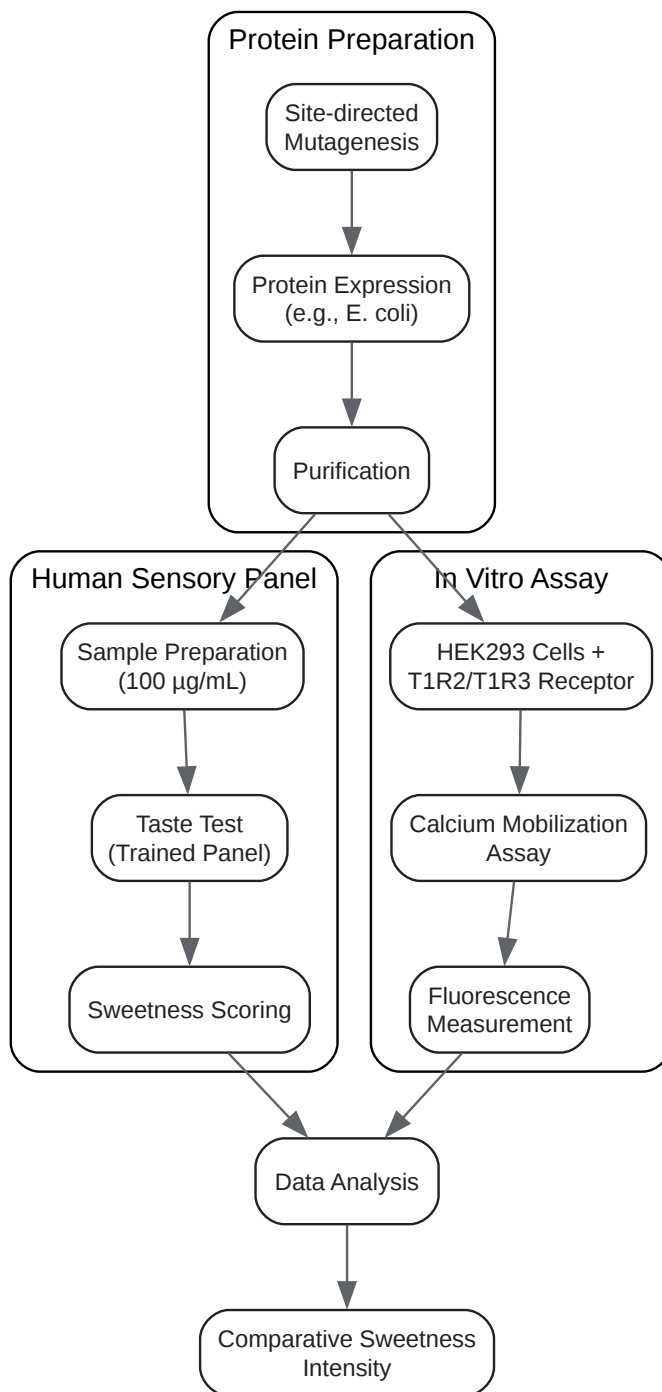 Protein Preparation
Site-directed
Mutagenesis
Protein Expression
(e.g., E. coli)
Purification
Human Sensory Panel
Sample Preparation
(100 µg/mL)
Taste Test
(Trained Panel)
Sweetness Scoring
In Vitro Assay
HEK293 Cells +
T1R2/T1R3 Receptor
Calcium Mobilization
Assay
Fluorescence
Measurement
Data Analysis
Comparative Sweetness
Intensity